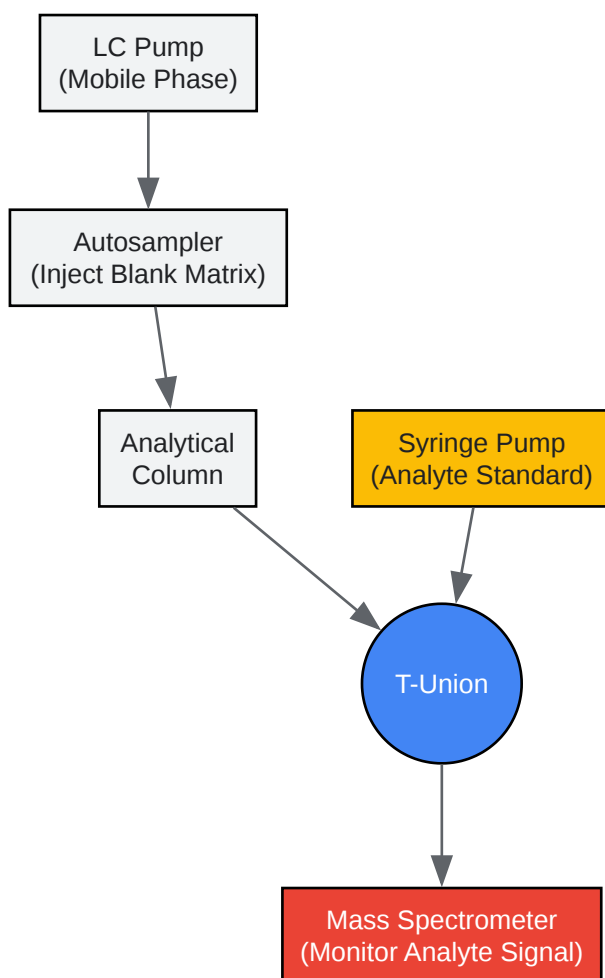 LC Pump
(Mobile Phase)
Autosampler
(Inject Blank Matrix)
Analytical
Column
Syringe Pump
(Analyte Standard)
T-Union
Mass Spectrometer
(Monitor Analyte Signal)